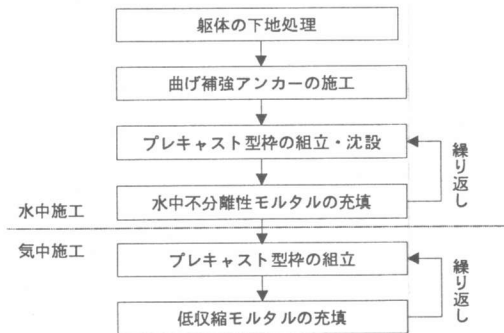 躯体の下地処理
曲げ補強アンカーの施工
プレキャスト型枠の組立・沈設
繰り返し
水中不分離性モルタルの充填
水中施工
気中施工
プレキャスト型枠の組立
繰り返し
低収縮モルタルの充填